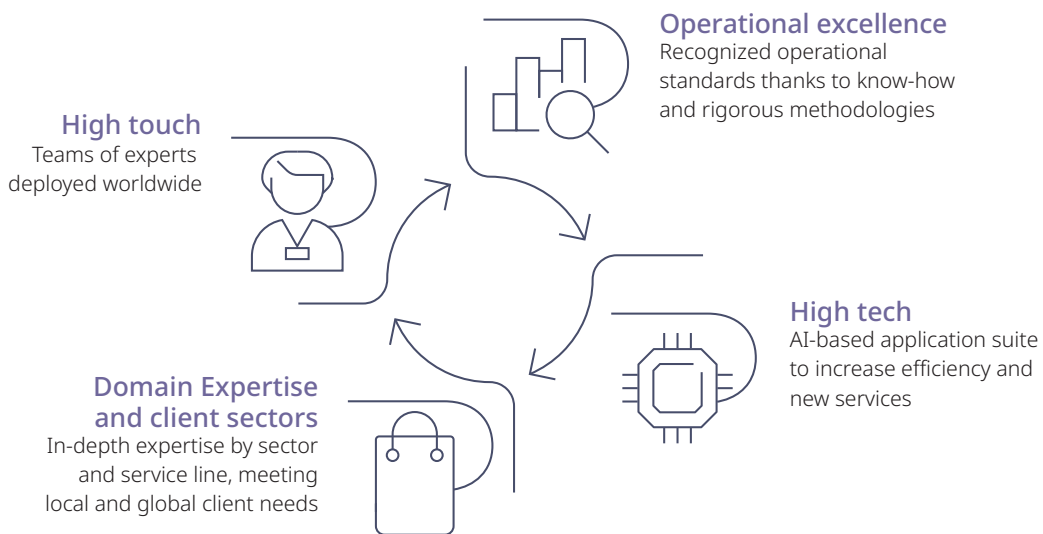 Operational excellence
Recognized operational
standards thanks to know-how
and rigorous methodologies
High touch
Teams of experts
deployed worldwide
High tech
AI-based application suite
to increase efficiency and
new services
Domain Expertise
and client sectors
In-depth expertise by sector
and service line, meeting
local and global client needs